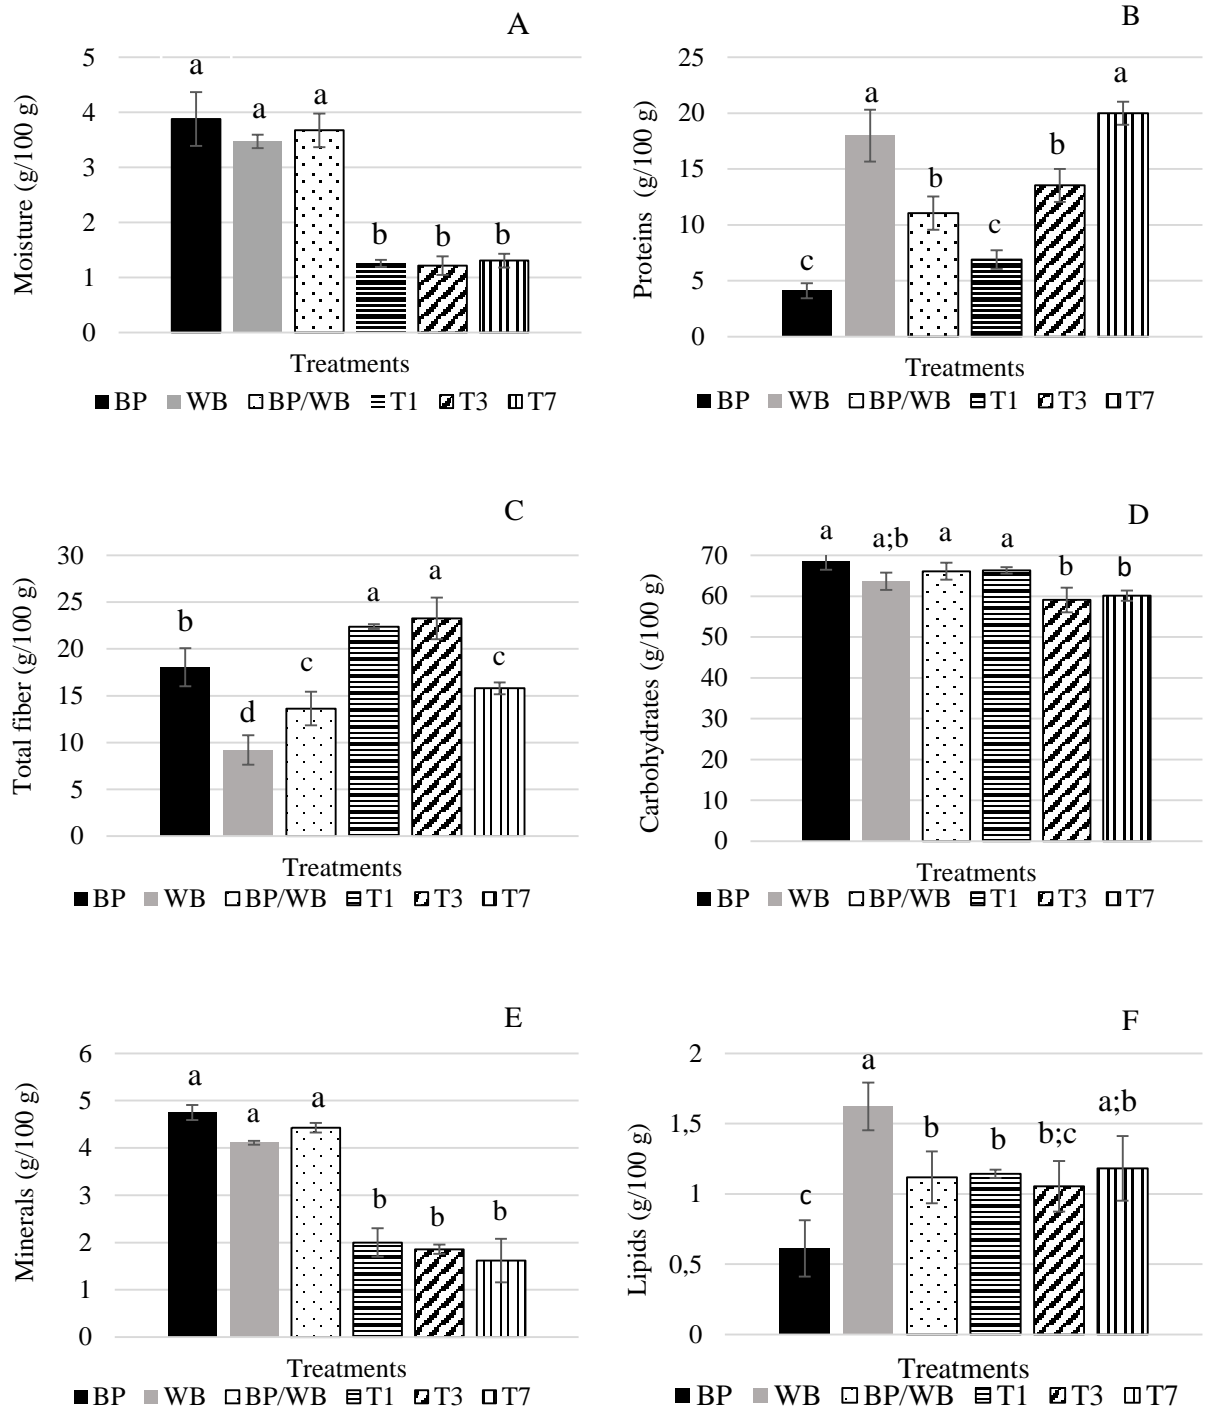 A
5
4
3
2
1
0
Moisture (g/100 g)
a
a
a
b
b
b
Treatments
BP WB BP/WB T1 T3 T7
B
25
20
15
10
5
0
Proteins (g/100 g)
c
a
b
c
b
a
Treatments
BP WB BP/WB T1 T3 T7
C
30
25
20
15
10
5
0
Total fiber (g/100 g)
b
d
c
a
a
c
Treatments
BP WB BP/WB T1 T3 T7
D
70
60
50
40
30
20
10
0
Carbohydrates (g/100 g)
a
a;b
a
a
b
b
Treatments
BP WB BP/WB T1 T3 T7
E
6
5
4
3
2
1
0
Minerals (g/100 g)
a
a
a
b
b
b
Treatments
BP WB BP/WB T1 T3 T7
F
2
1,5
1
0,5
0
Lipids (g/100 g)
c
a
b
b
b;c
a;b
Treatments
BP WB BP/WB T1 T3 T7